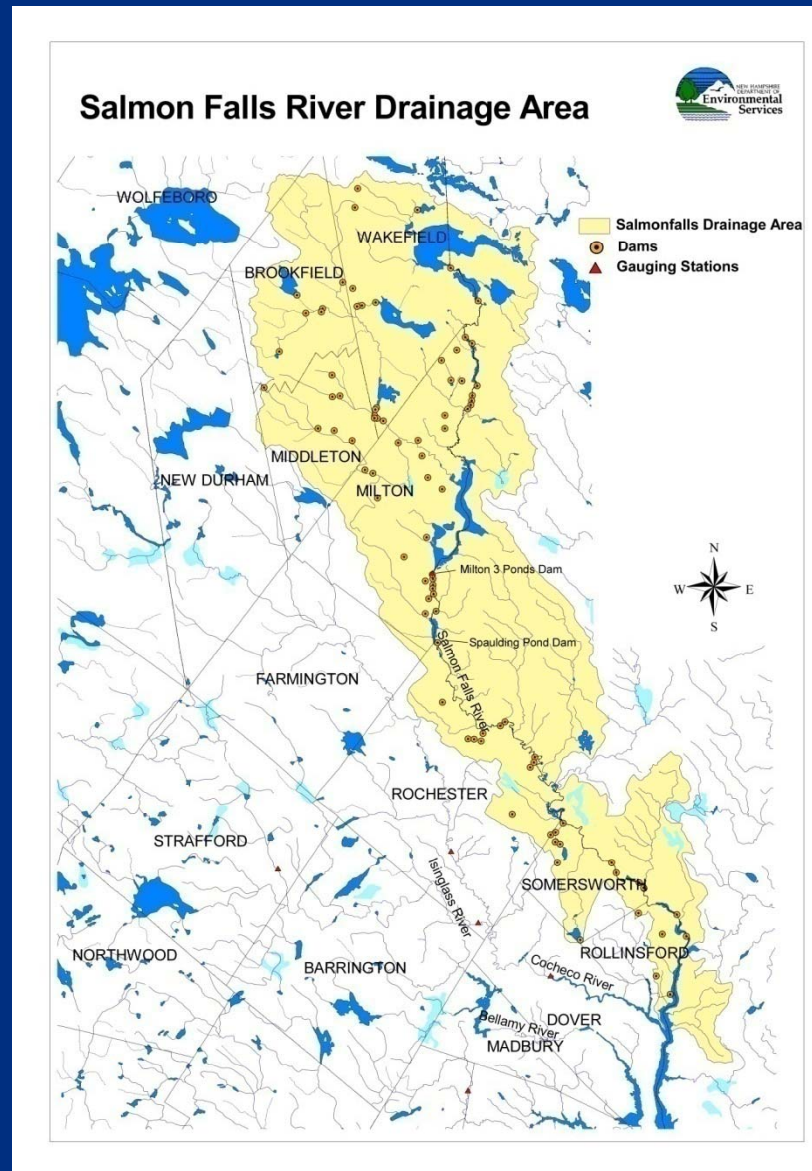 Salmon Falls River Drainage Area
NEW HAMPSHIRE
DEPARTMENT OF
Environmental
Services
WOLFEBORO
WAKEFIELD
Salmonfalls Drainage Area
Dams
Gauging Stations
BROOKFIELD
MIDDLETON
NEW DURHAM
MILTON
Milton 3 Ponds Dam
N
W
E
S
Spaulding Pond Dam
Salmon Falls River
FARMINGTON
ROCHESTER
STRAFFORD
Isinglass River
SOMERSWORTH
ROLLINSFORD
NORTHWOOD
BARRINGTON
Cocheco River
Bellamy River
DOVER
MADBURY